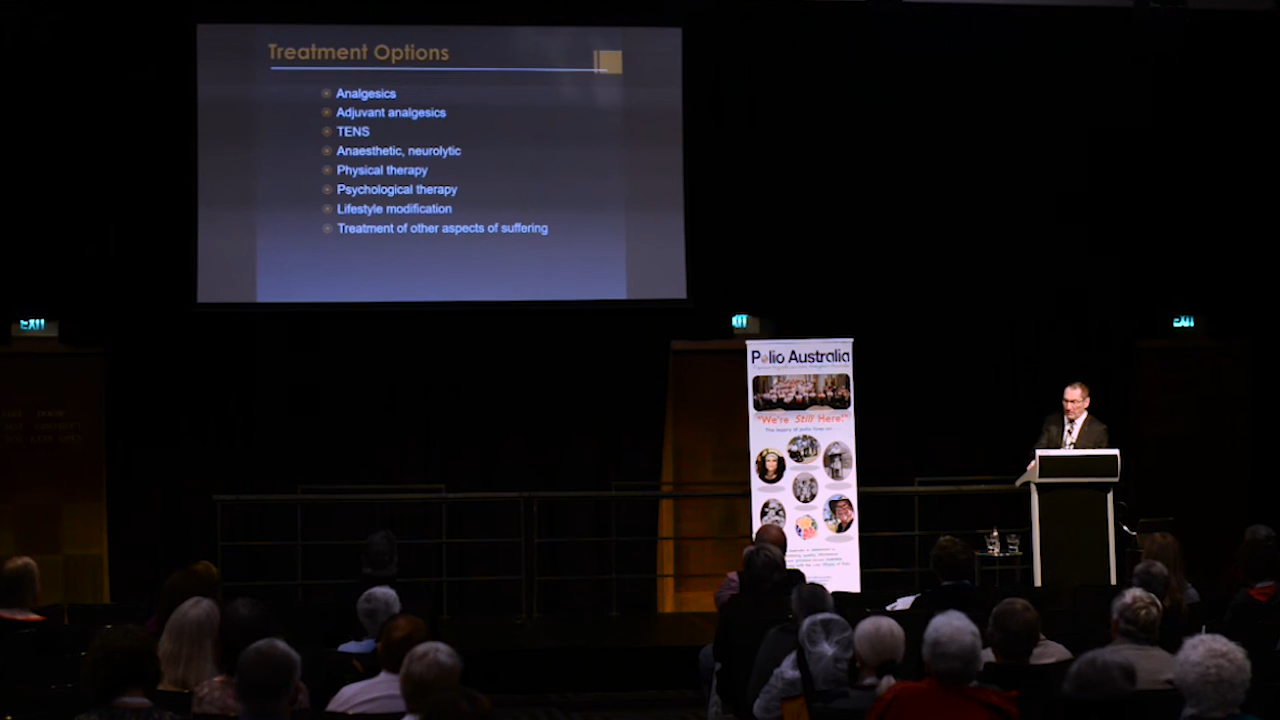 Treatment Options
Analgesics
Adjuvant analgesics
TENS
Anaesthetic, neurolytic
Physical therapy
Psychological therapy
Lifestyle modification
Treatment of other aspects of suffering
EXIT
EXIT
EXIT
Polio Australia
"We're Still Here!"